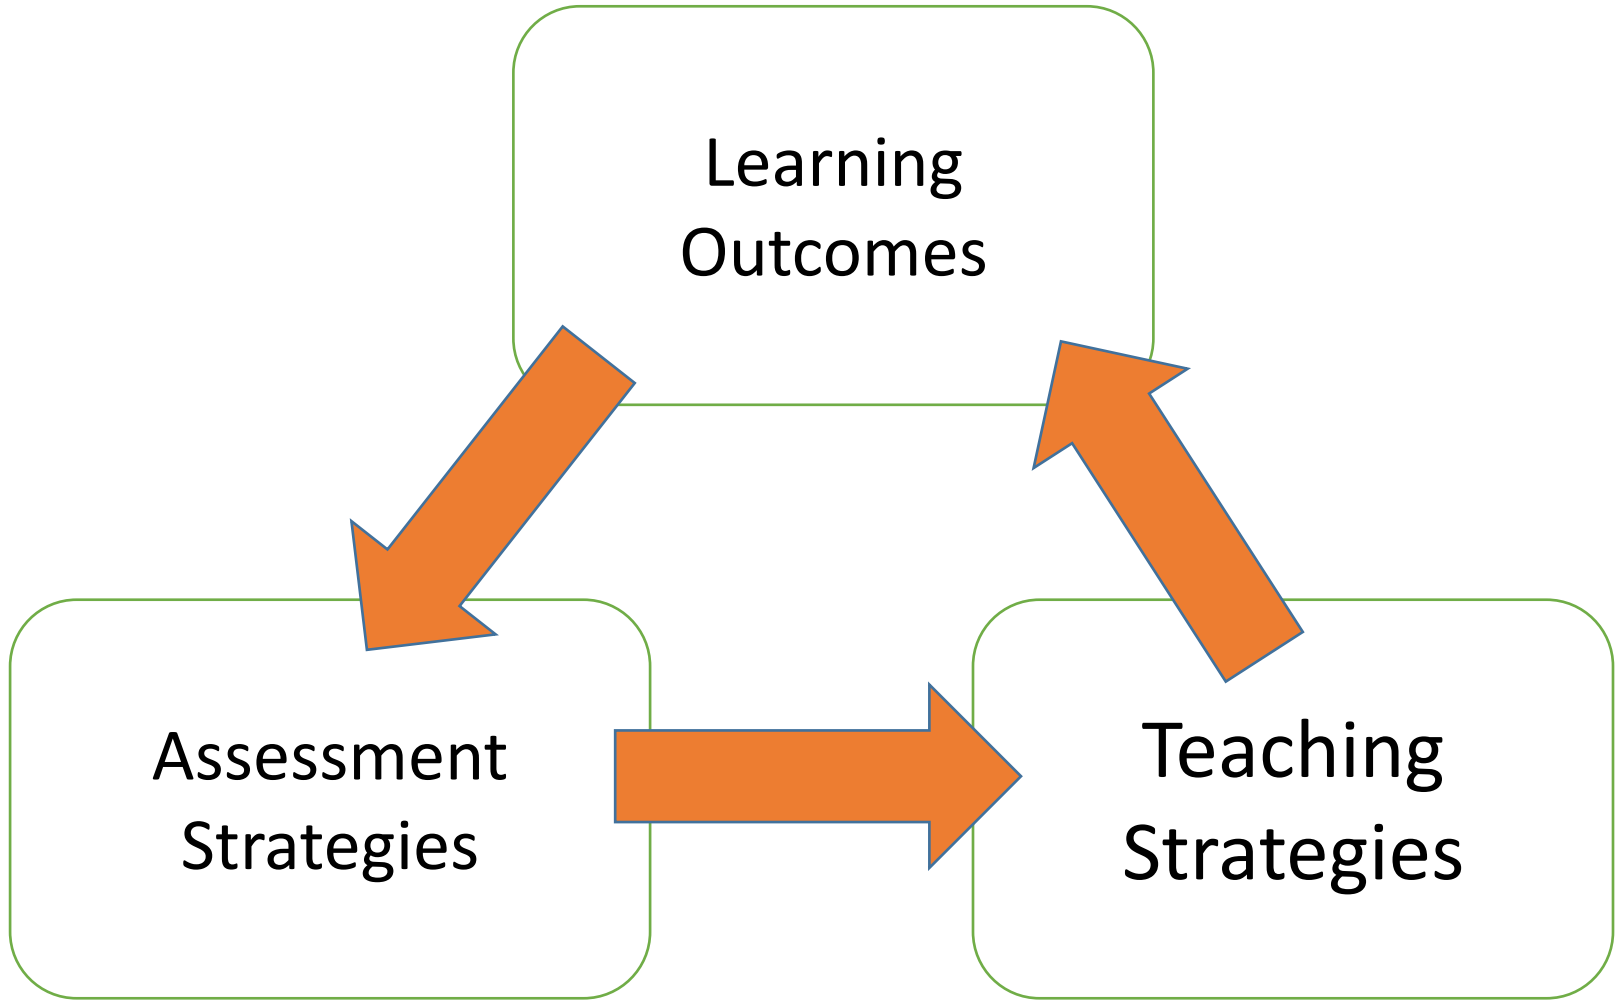 Learning
Outcomes
Assessment
Strategies
Teaching
Strategies